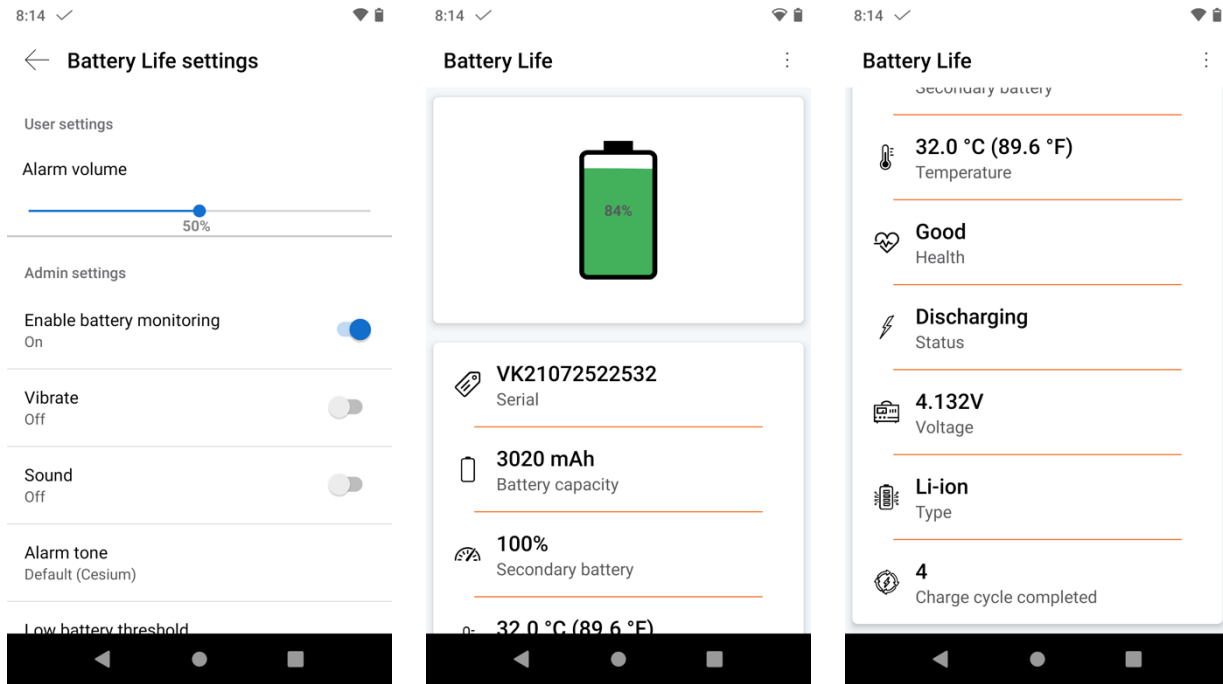 8:14
Battery Life settings
User settings
Alarm volume
50%
Admin settings
Enable battery monitoring
On
Vibrate
Off
Sound
Off
Alarm tone
Default (Cesium)
Low battery threshold
8:14
Battery Life
84%
VK21072522532
Serial
3020 mAh
Battery capacity
100%
Secondary battery
32.0 °C (89.6 °F)
8:14
Battery Life
Secondary battery
32.0 °C (89.6 °F)
Temperature
Good
Health
Discharging
Status
4.132V
Voltage
Li-ion
Type
4
Charge cycle completed